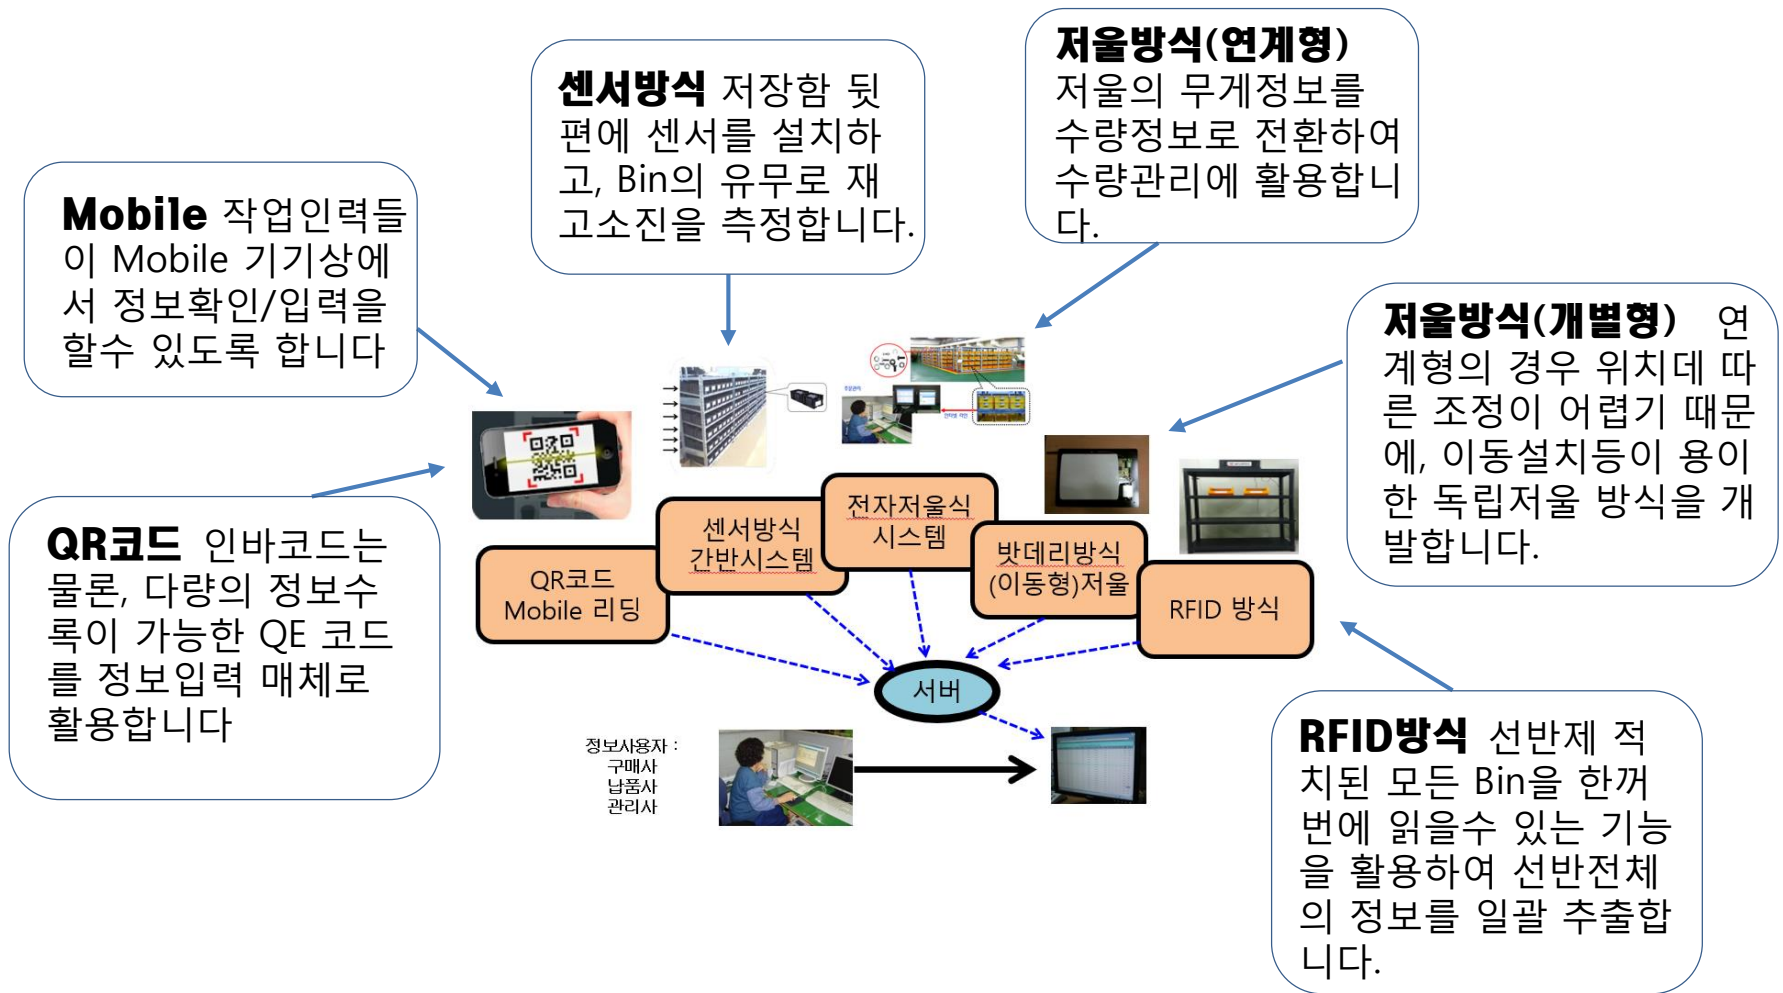 저울방식(연계형)
저울의 무게정보를
수량정보로 전환하여
수량관리에 활용합니
다.
센서방식 저장함 뒷
편에 센서를 설치하
고, Bin의 유무로 재
고소진을 측정합니다.
Mobile 작업인력들
이 Mobile 기기상에
서 정보확인/입력을
할수 있도록 합니다
저울방식(개별형) 연
계형의 경우 위치데 따
른 조정이 어렵기 때문
에, 이동설치등이 용이
한 독립저울 방식을 개
발합니다.
QR코드 인바코드는
물론, 다량의 정보수
록이 가능한 QE 코드
를 정보입력 매체로
활용합니다
QR코드
Mobile 리딩
센서방식
간반시스템
전자저울식
시스템
밧데리방식
(이동형)저울
RFID 방식
서버
정보사용자 :
구매사
납품사
관리사
RFID방식 선반제 적
치된 모든 Bin을 한꺼
번에 읽을수 있는 기능
을 활용하여 선반전체
의 정보를 일괄 추출합
니다.